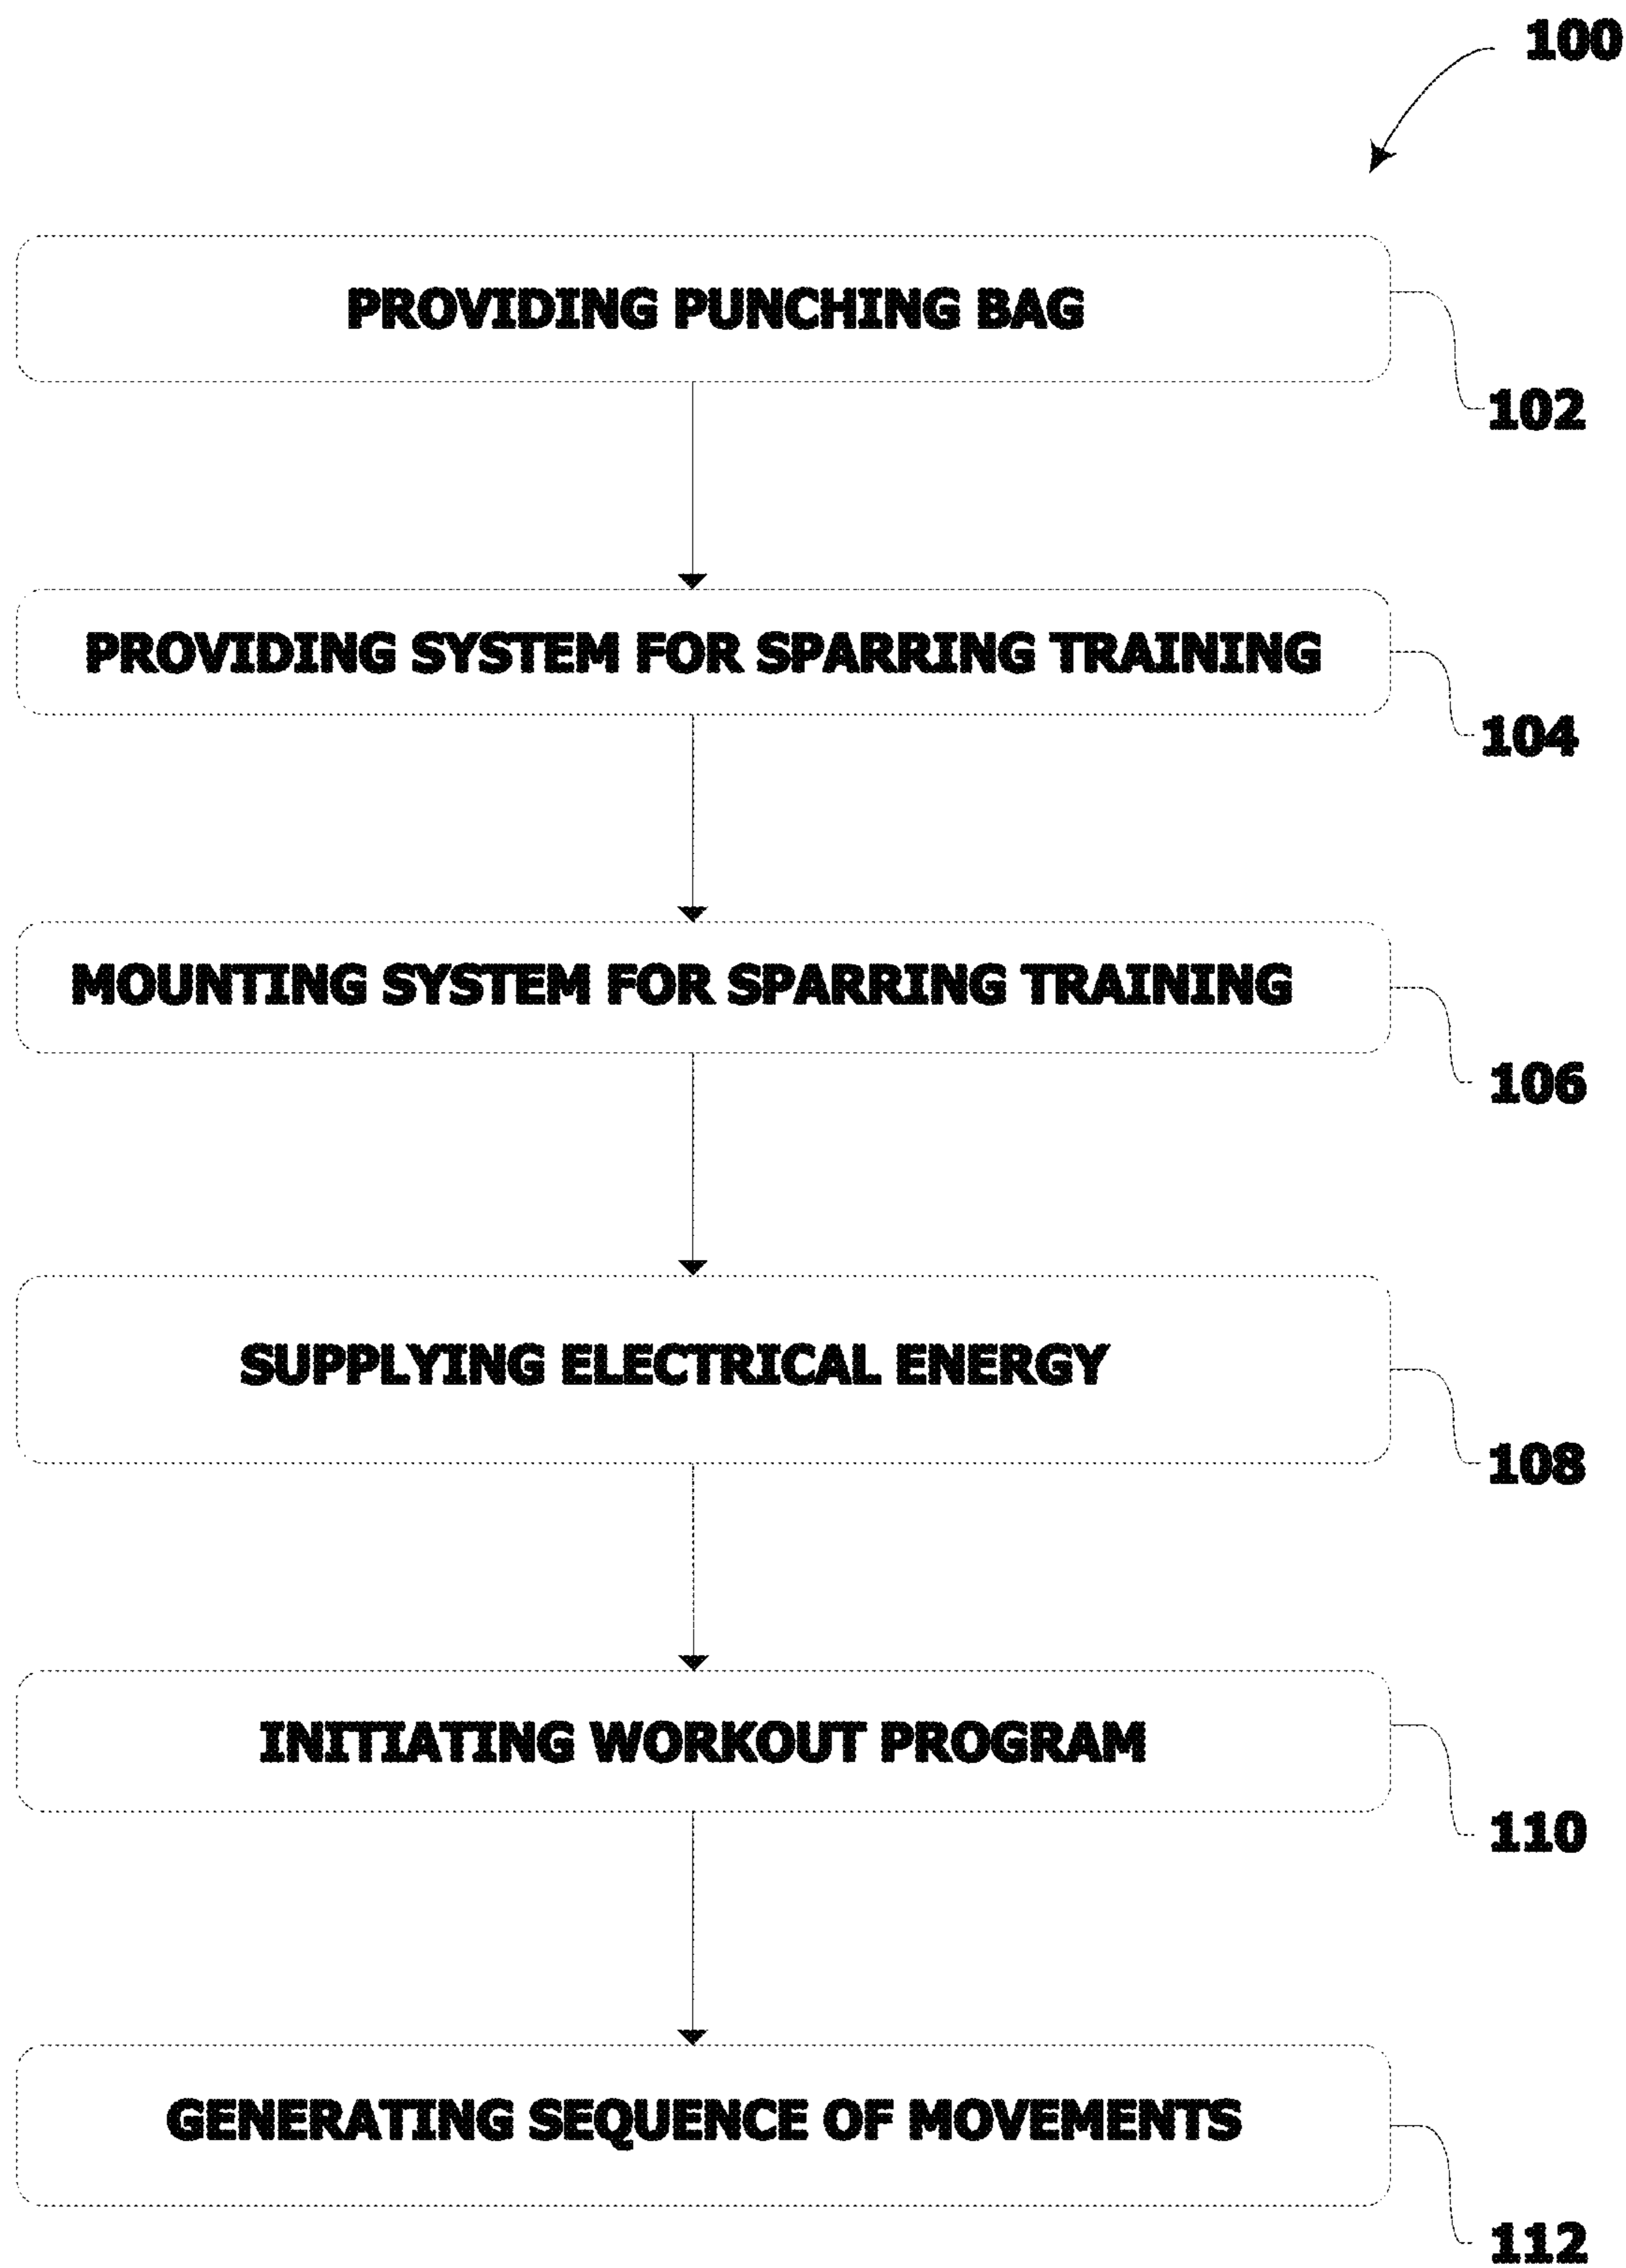 100
PROVIDING PUNCHING BAG
102
PROVIDING SYSTEM FOR SPARRING TRAINING
104
MOUNTING SYSTEM FOR SPARRING TRAINING
106
SUPPLYING ELECTRICAL ENERGY
108
INITIATING WORKOUT PROGRAM
110
GENERATING SEQUENCE OF MOVEMENTS
112